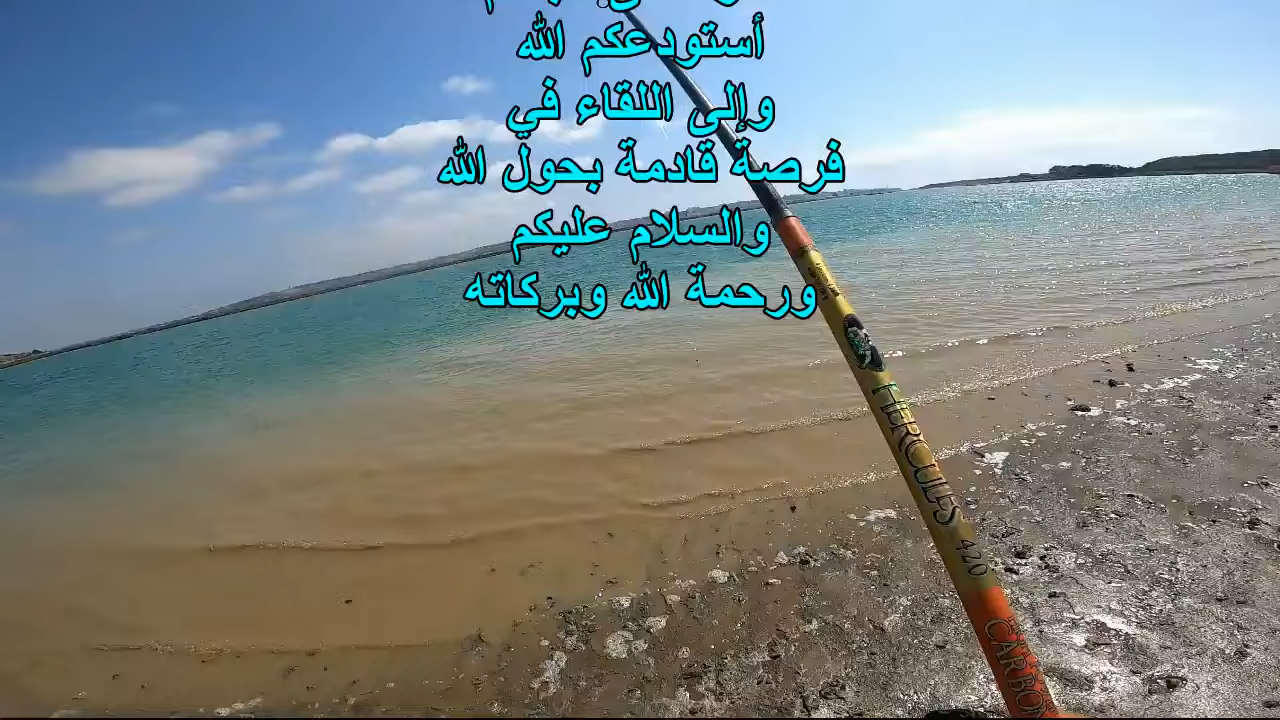 أستودعكم الله
وإلى اللقاء في
فرصة قادمة بحول الله
والسلام عليكم
ورحمة الله وبركاته
HERCULES 420
CARBON